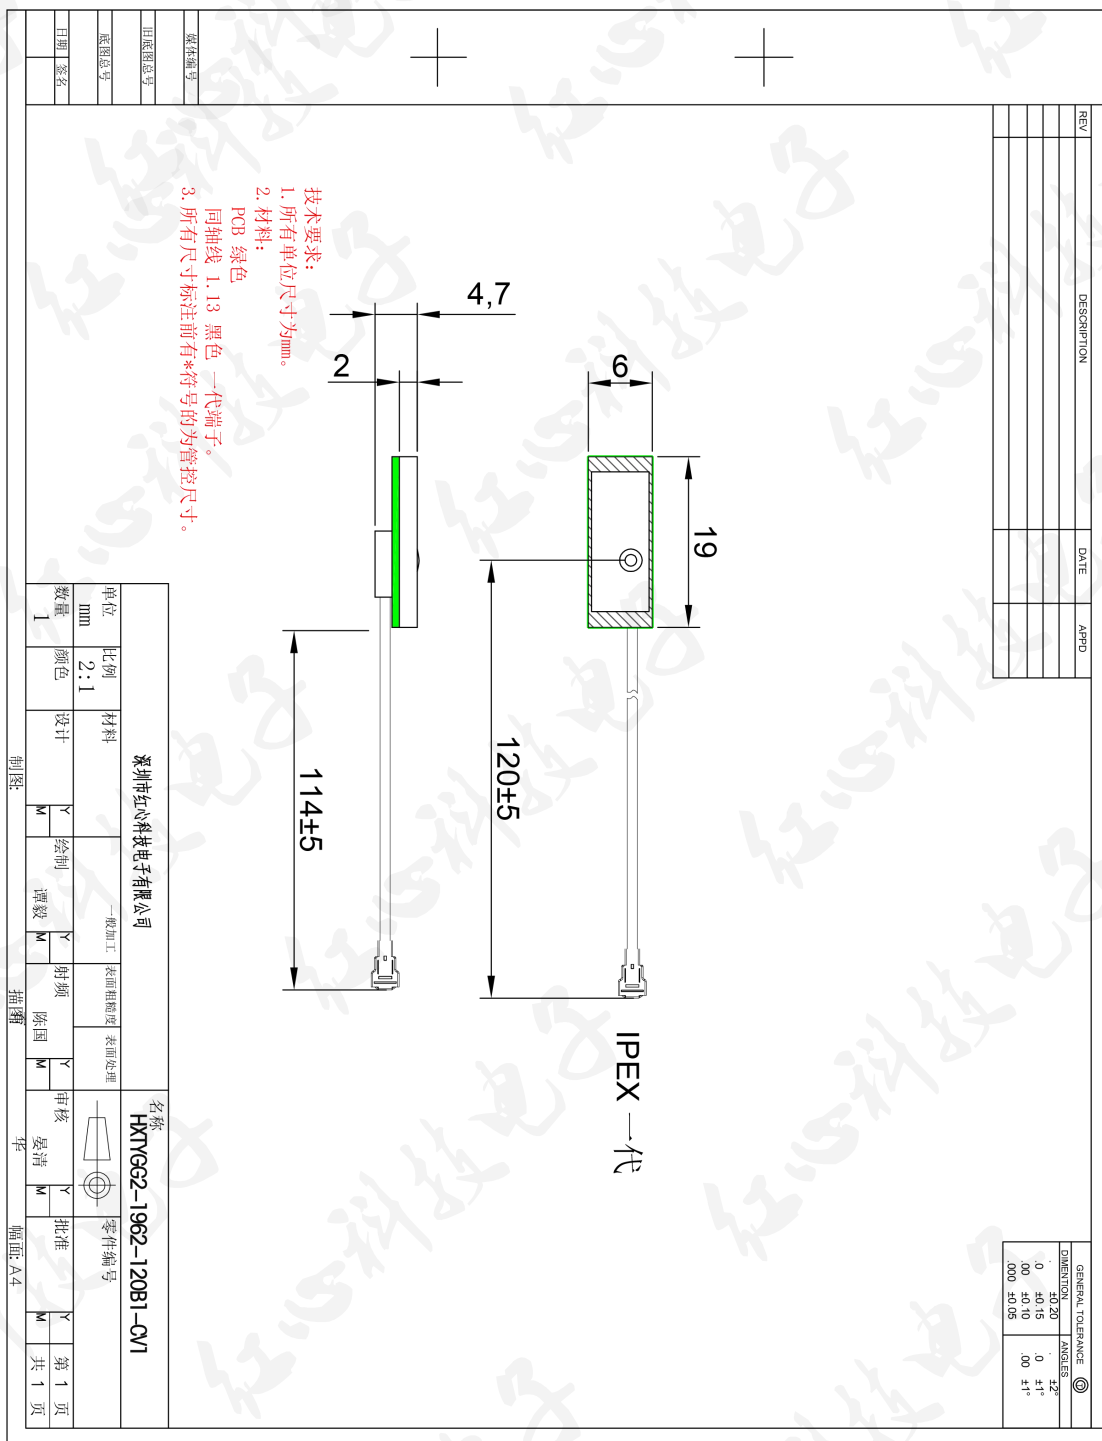 REV
DESCRIPTION
DATE
APPD
GENERAL TOLERANCE
DIMENTION
ANGLES
. ±0.20
.0 ±0.15
.00 ±0.10
.000 ±0.05
. ±2°
.0 ±1°
.00 ±1°
19
6
120±5
IPEX 一代
4,7
2
114±5
技术要求:
1. 所有单位尺寸为mm。
2. 材料:
PCB 绿色
同轴线 1.13 黑色 一代端子。
3. 所有尺寸标注前有*符号的为管控尺寸。
媒体编号
旧底图总号
底图总号
日期
签名
深圳市红心科技电子有限公司
名称
HXTYGG2-1962-120B1-CV1
单位
mm
比例
2:1
材料
一般加工
表面粗糙度
表面处理
零件编号
数量
1
颜色
设计
Y
M
绘制
谭毅
Y
M
射频
陈国
Y
M
审核
晏清
Y
M
批准
Y
M
第 1 页
共 1 页
制图:
华
幅面: A4
红心科技电子